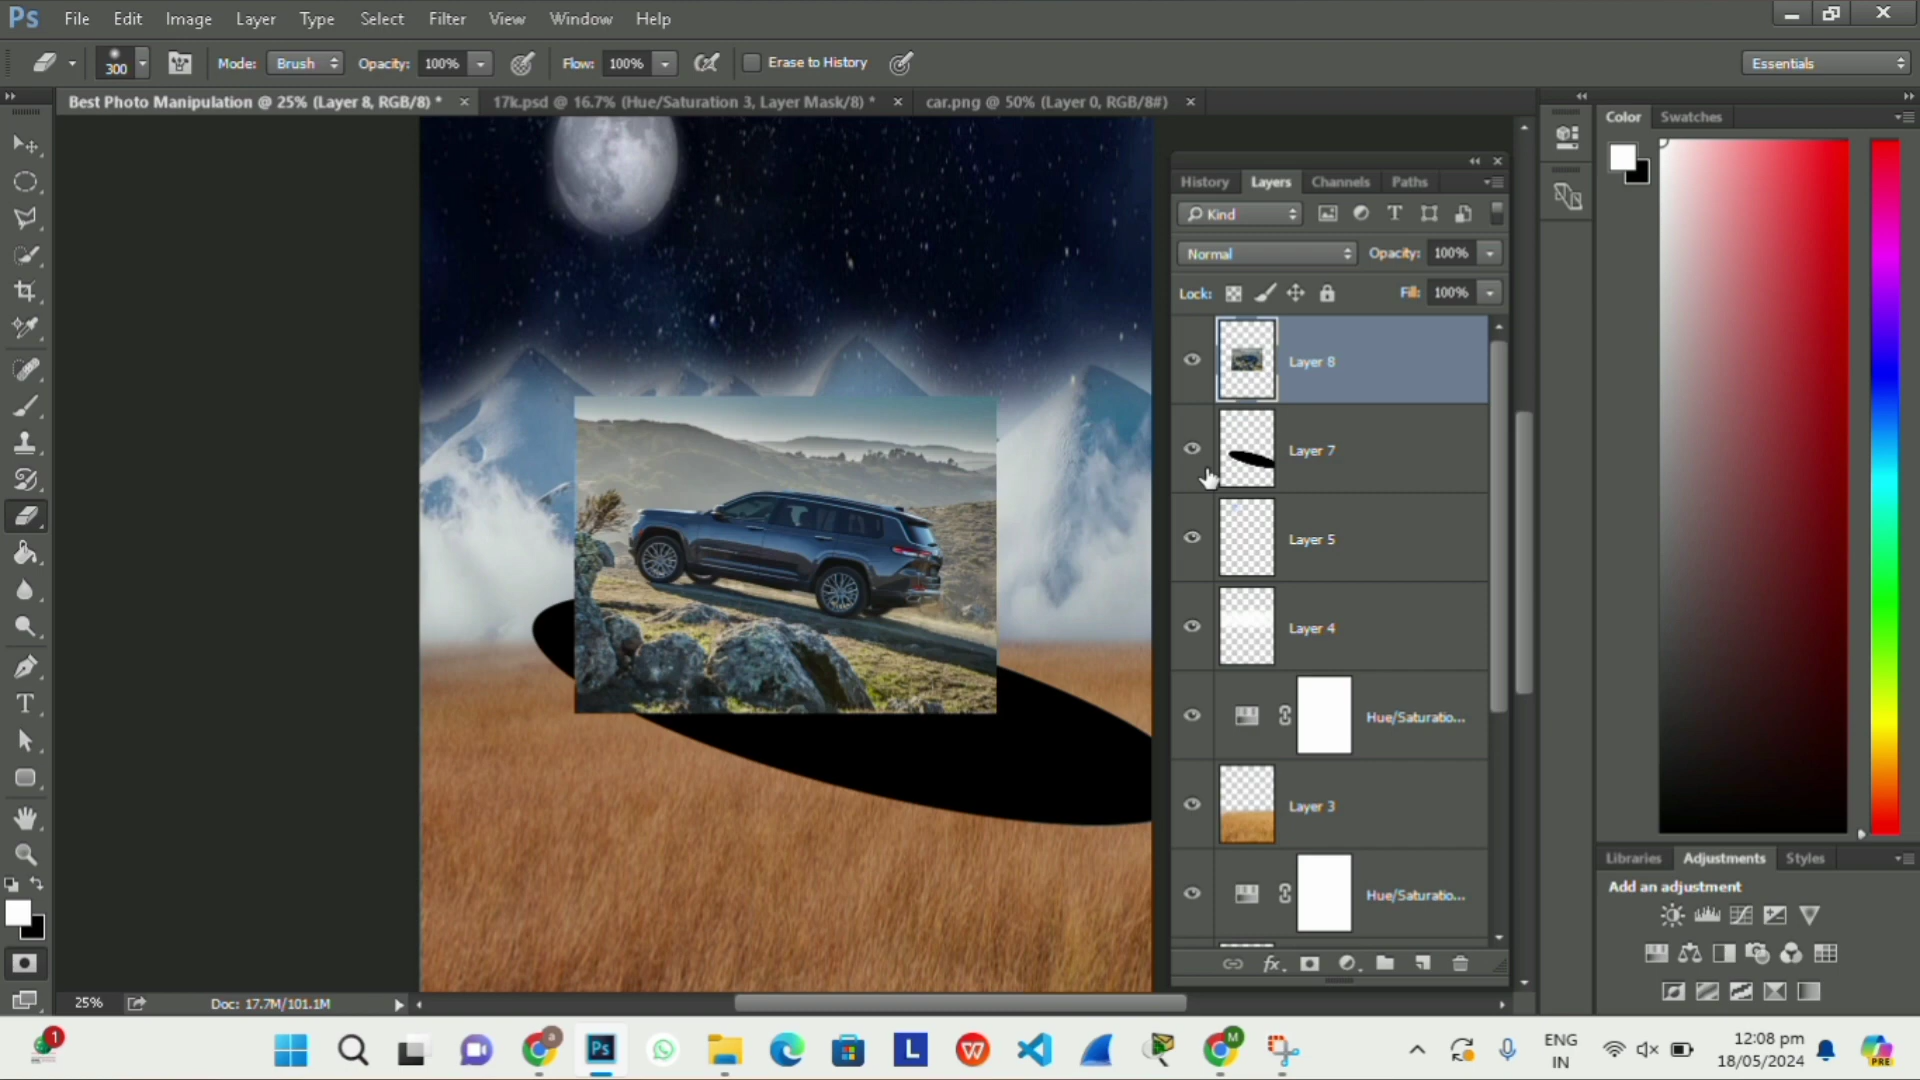 Ps File Edit Image Layer Type Select Filter View Window Help
300 Mode: Brush Opacity: 100% Flow: 100% Erase to History Essentials
Best Photo Manipulation @ 25% (Layer 8, RGB/8) * × 17k.psd @ 16.7% (Hue/Saturation 3, Layer Mask/8) * × car.png @ 50% (Layer 0, RGB/8#) ×
Color Swatches
History Layers Channels Paths
Kind
Normal Opacity: 100%
Lock: Fill: 100%
Layer 8
Layer 7
Layer 5
Layer 4
Hue/Saturatio...
Layer 3
Hue/Saturatio...
Libraries Adjustments Styles
Add an adjustment
25% Doc: 17.7M/101.1M
1 a Ps L W M ENG IN 12:08 pm 18/05/2024 PRE